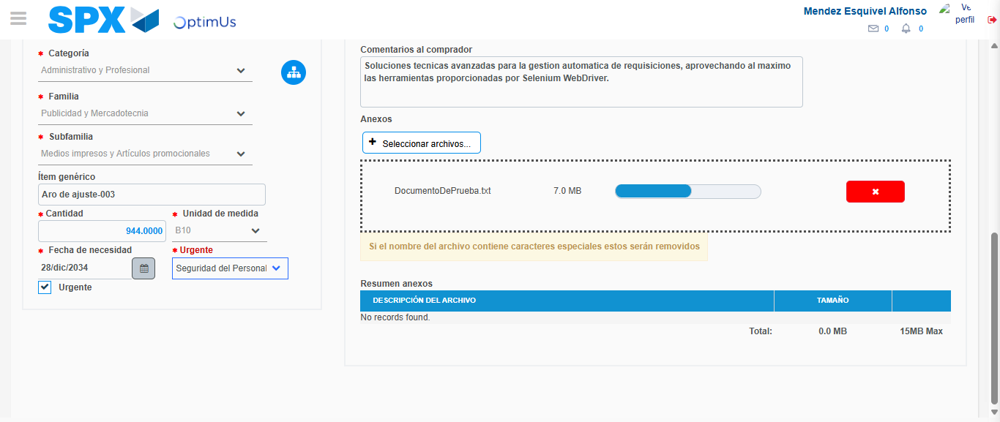 SPX
OptimUs
Mendez Esquivel Alfonso
Ve
perfil
0
0
* Categoría
Administrativo y Profesional
* Familia
Publicidad y Mercadotecnia
* Subfamilia
Medios impresos y Artículos promocionales
Ítem genérico
Aro de ajuste-003
* Cantidad
* Unidad de medida
944.0000
B10
* Fecha de necesidad
* Urgente
28/dic/2034
Seguridad del Personal
Urgente
Comentarios al comprador
Soluciones tecnicas avanzadas para la gestion automatica de requisiciones, aprovechando al maximo
las herramientas proporcionadas por Selenium WebDriver.
Anexos
+ Seleccionar archivos...
DocumentoDePrueba.txt
7.0 MB
Si el nombre del archivo contiene caracteres especiales estos serán removidos
Resumen anexos
DESCRIPCIÓN DEL ARCHIVO
TAMAÑO
No records found.
Total:
0.0 MB
15MB Max